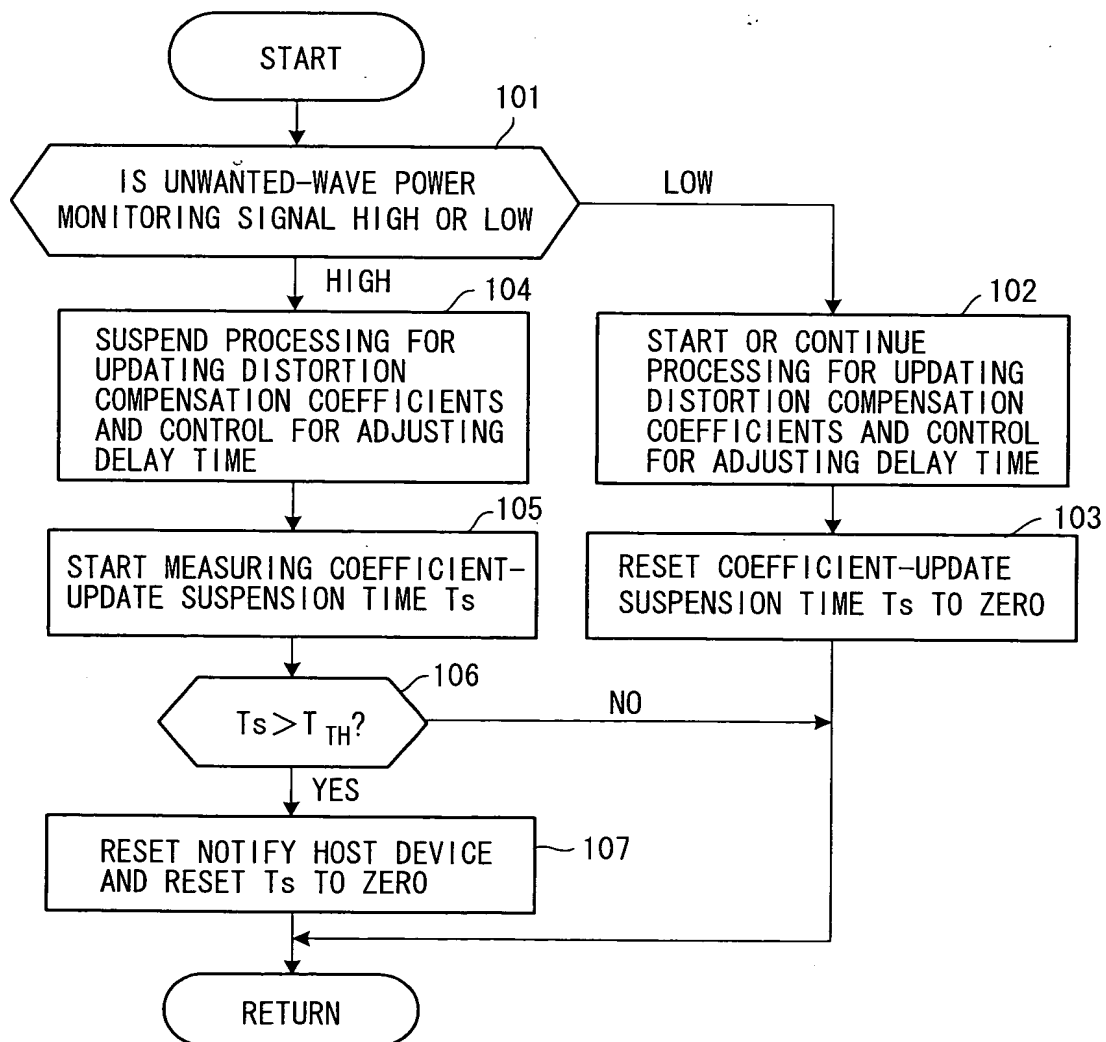 START
101
IS UNWANTED-WAVE POWER
MONITORING SIGNAL HIGH OR LOW
LOW
HIGH
104
SUSPEND PROCESSING FOR
UPDATING DISTORTION
COMPENSATION COEFFICIENTS
AND CONTROL FOR ADJUSTING
DELAY TIME
102
START OR CONTINUE
PROCESSING FOR UPDATING
DISTORTION COMPENSATION
COEFFICIENTS AND CONTROL
FOR ADJUSTING DELAY TIME
105
START MEASURING COEFFICIENT-
UPDATE SUSPENSION TIME Ts
103
RESET COEFFICIENT-UPDATE
SUSPENSION TIME Ts TO ZERO
106
Ts>T TH?
NO
YES
RESET NOTIFY HOST DEVICE
AND RESET Ts TO ZERO
107
RETURN